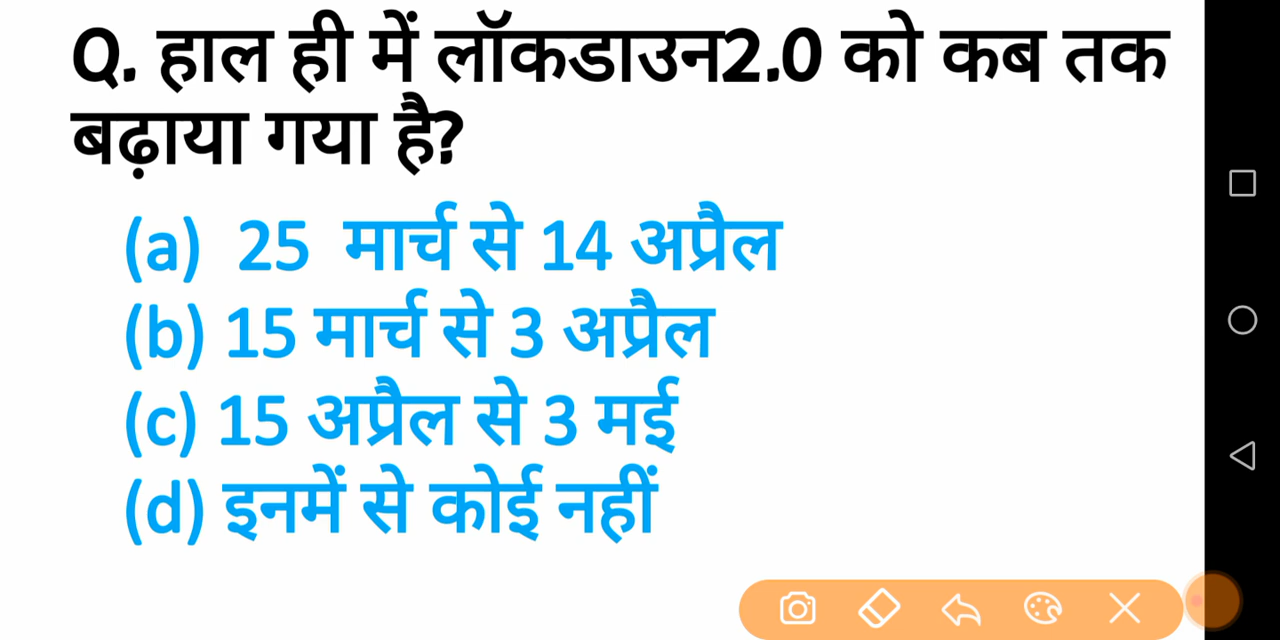 Q. हाल ही में लॉकडाउन2.0 को कब तक
बढ़ाया गया है?
(a) 25 मार्च से 14 अप्रैल
(b) 15 मार्च से 3 अप्रैल
(c) 15 अप्रैल से 3 मई
(d) इनमें से कोई नहीं